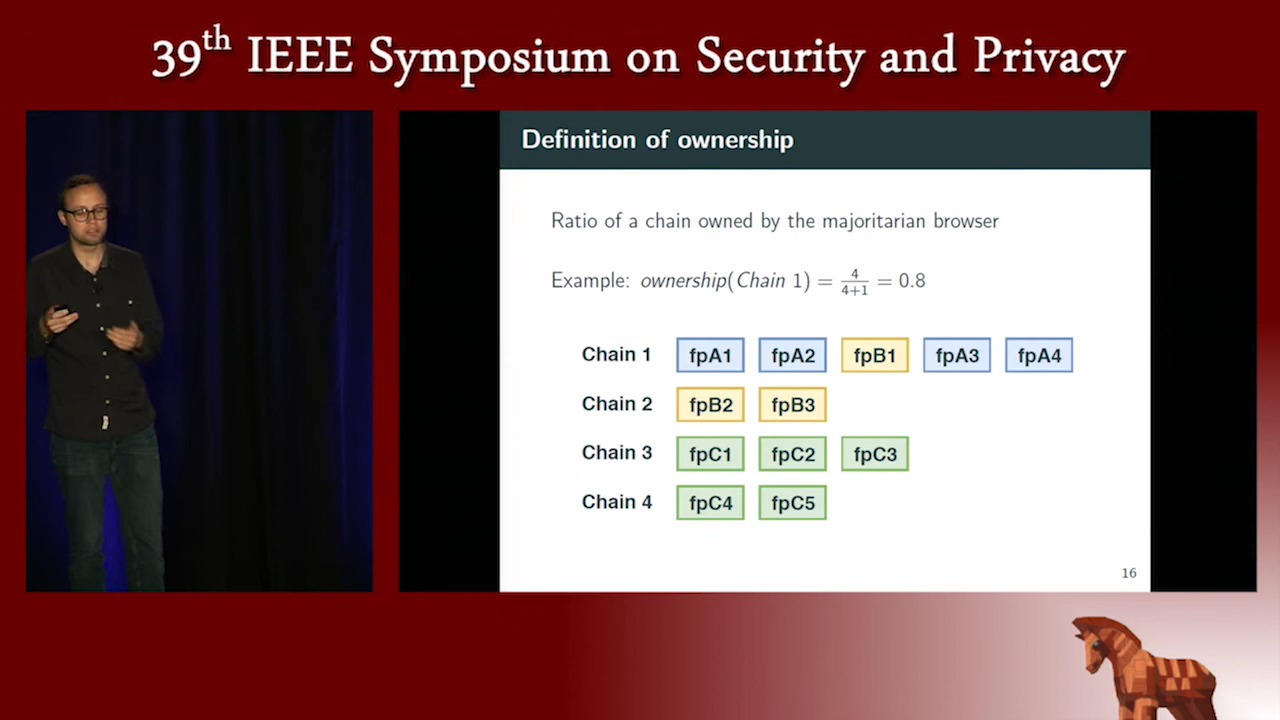 39th IEEE Symposium on Security and Privacy
Definition of ownership
Ratio of a chain owned by the majoritarian browser
Example: ownership(Chain 1) = 4/4+1 = 0.8
Chain 1 fpA1 fpA2 fpB1 fpA3 fpA4
Chain 2 fpB2 fpB3
Chain 3 fpC1 fpC2 fpC3
Chain 4 fpC4 fpC5
16